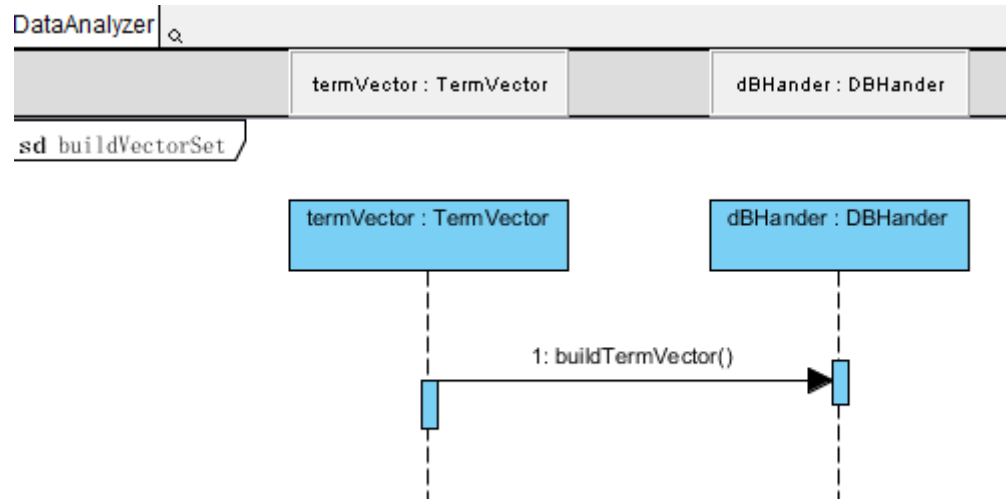 DataAnalyzer
termVector : TermVector
dBHander : DBHander
sd buildVectorSet
termVector : TermVector
dBHander : DBHander
1: buildTermVector()